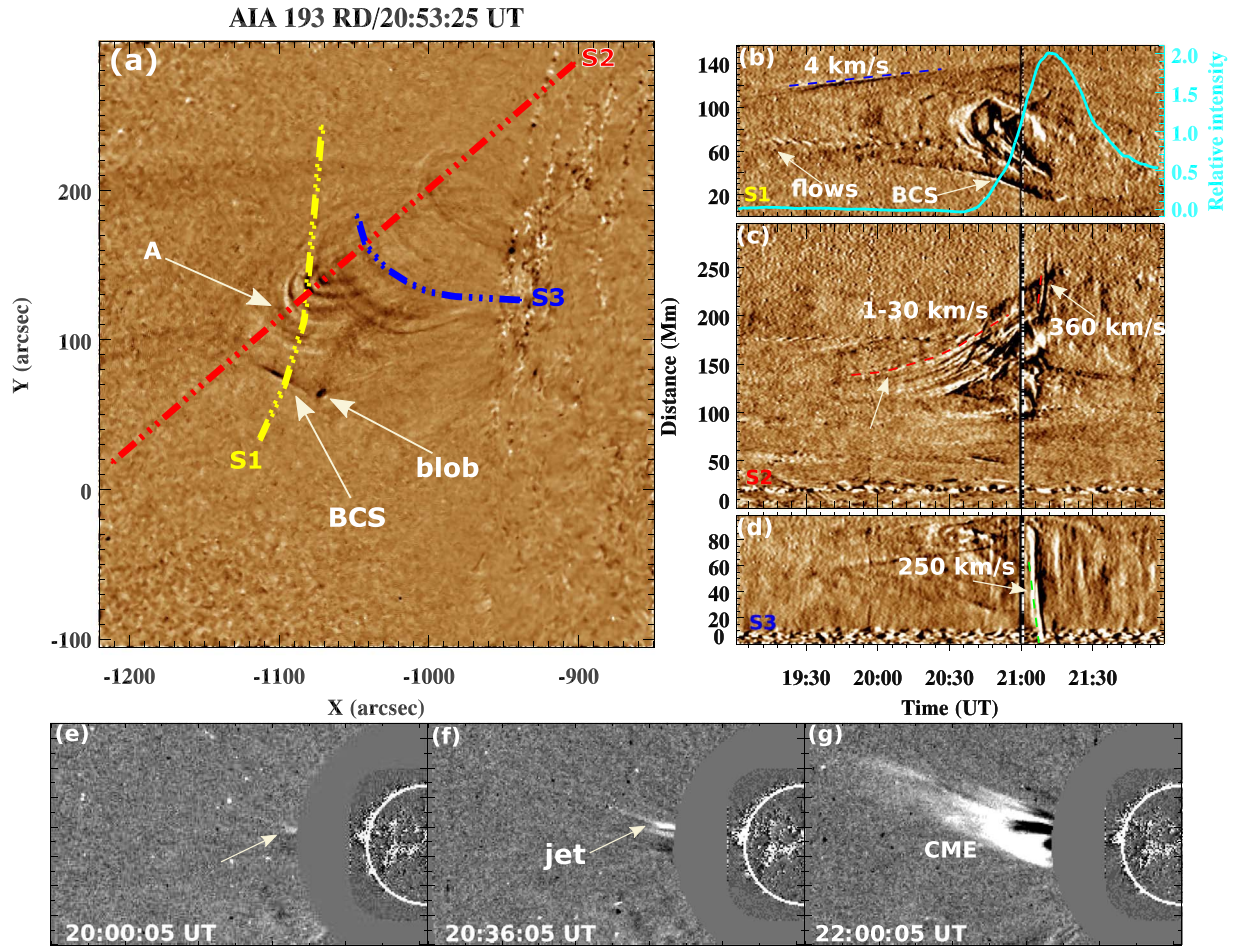 AIA 193 RD/20:53:25 UT
(a)
S2
A
S3
S1
blob
BCS
Y (arcsec)
200
100
0
-100
-1200
-1100
-1000
-900
X (arcsec)
(b)
4 km/s
flows
BCS
S1
140
100
60
20
2.0
1.5
1.0
0.5
0.0
Relative intensity
(c)
1-30 km/s
360 km/s
S2
250
200
150
100
50
0
Distance (Mm)
(d)
250 km/s
S3
80
60
40
20
0
19:30
20:00
20:30
21:00
21:30
Time (UT)
(e)
20:00:05 UT
(f)
jet
20:36:05 UT
(g)
CME
22:00:05 UT